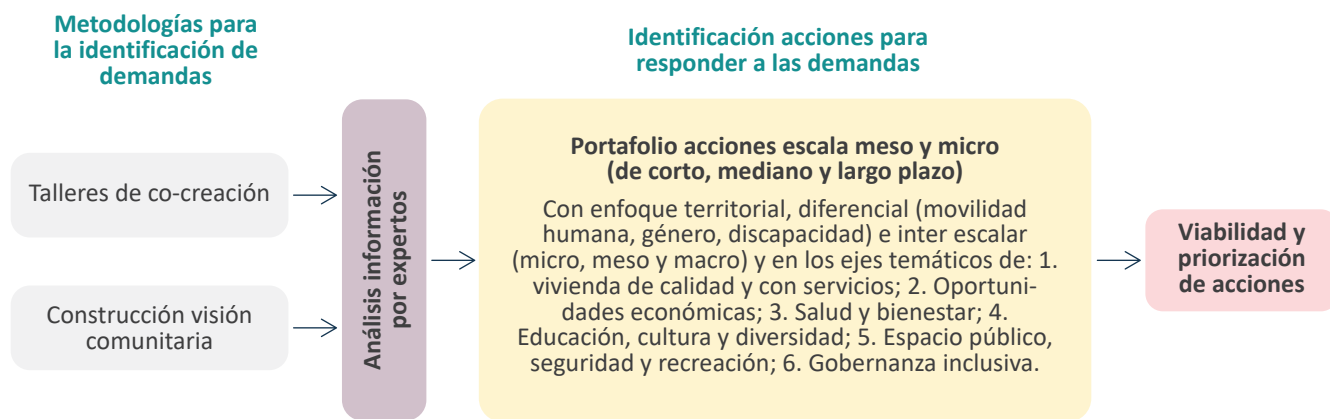 Metodologías para
la identificación de
demandas
Talleres de co-creación
Construcción visión
comunitaria
Análisis información
por expertos
Identificación acciones para
responder a las demandas
Portafolio acciones escala meso y micro
(de corto, mediano y largo plazo)
Con enfoque territorial, diferencial (movilidad
humana, género, discapacidad) e inter escalar
(micro, meso y macro) y en los ejes temáticos de: 1.
vivienda de calidad y con servicios; 2. Oportuni-
dades económicas; 3. Salud y bienestar; 4.
Educación, cultura y diversidad; 5. Espacio público,
seguridad y recreación; 6. Gobernanza inclusiva.
Viabilidad y
priorización
de acciones